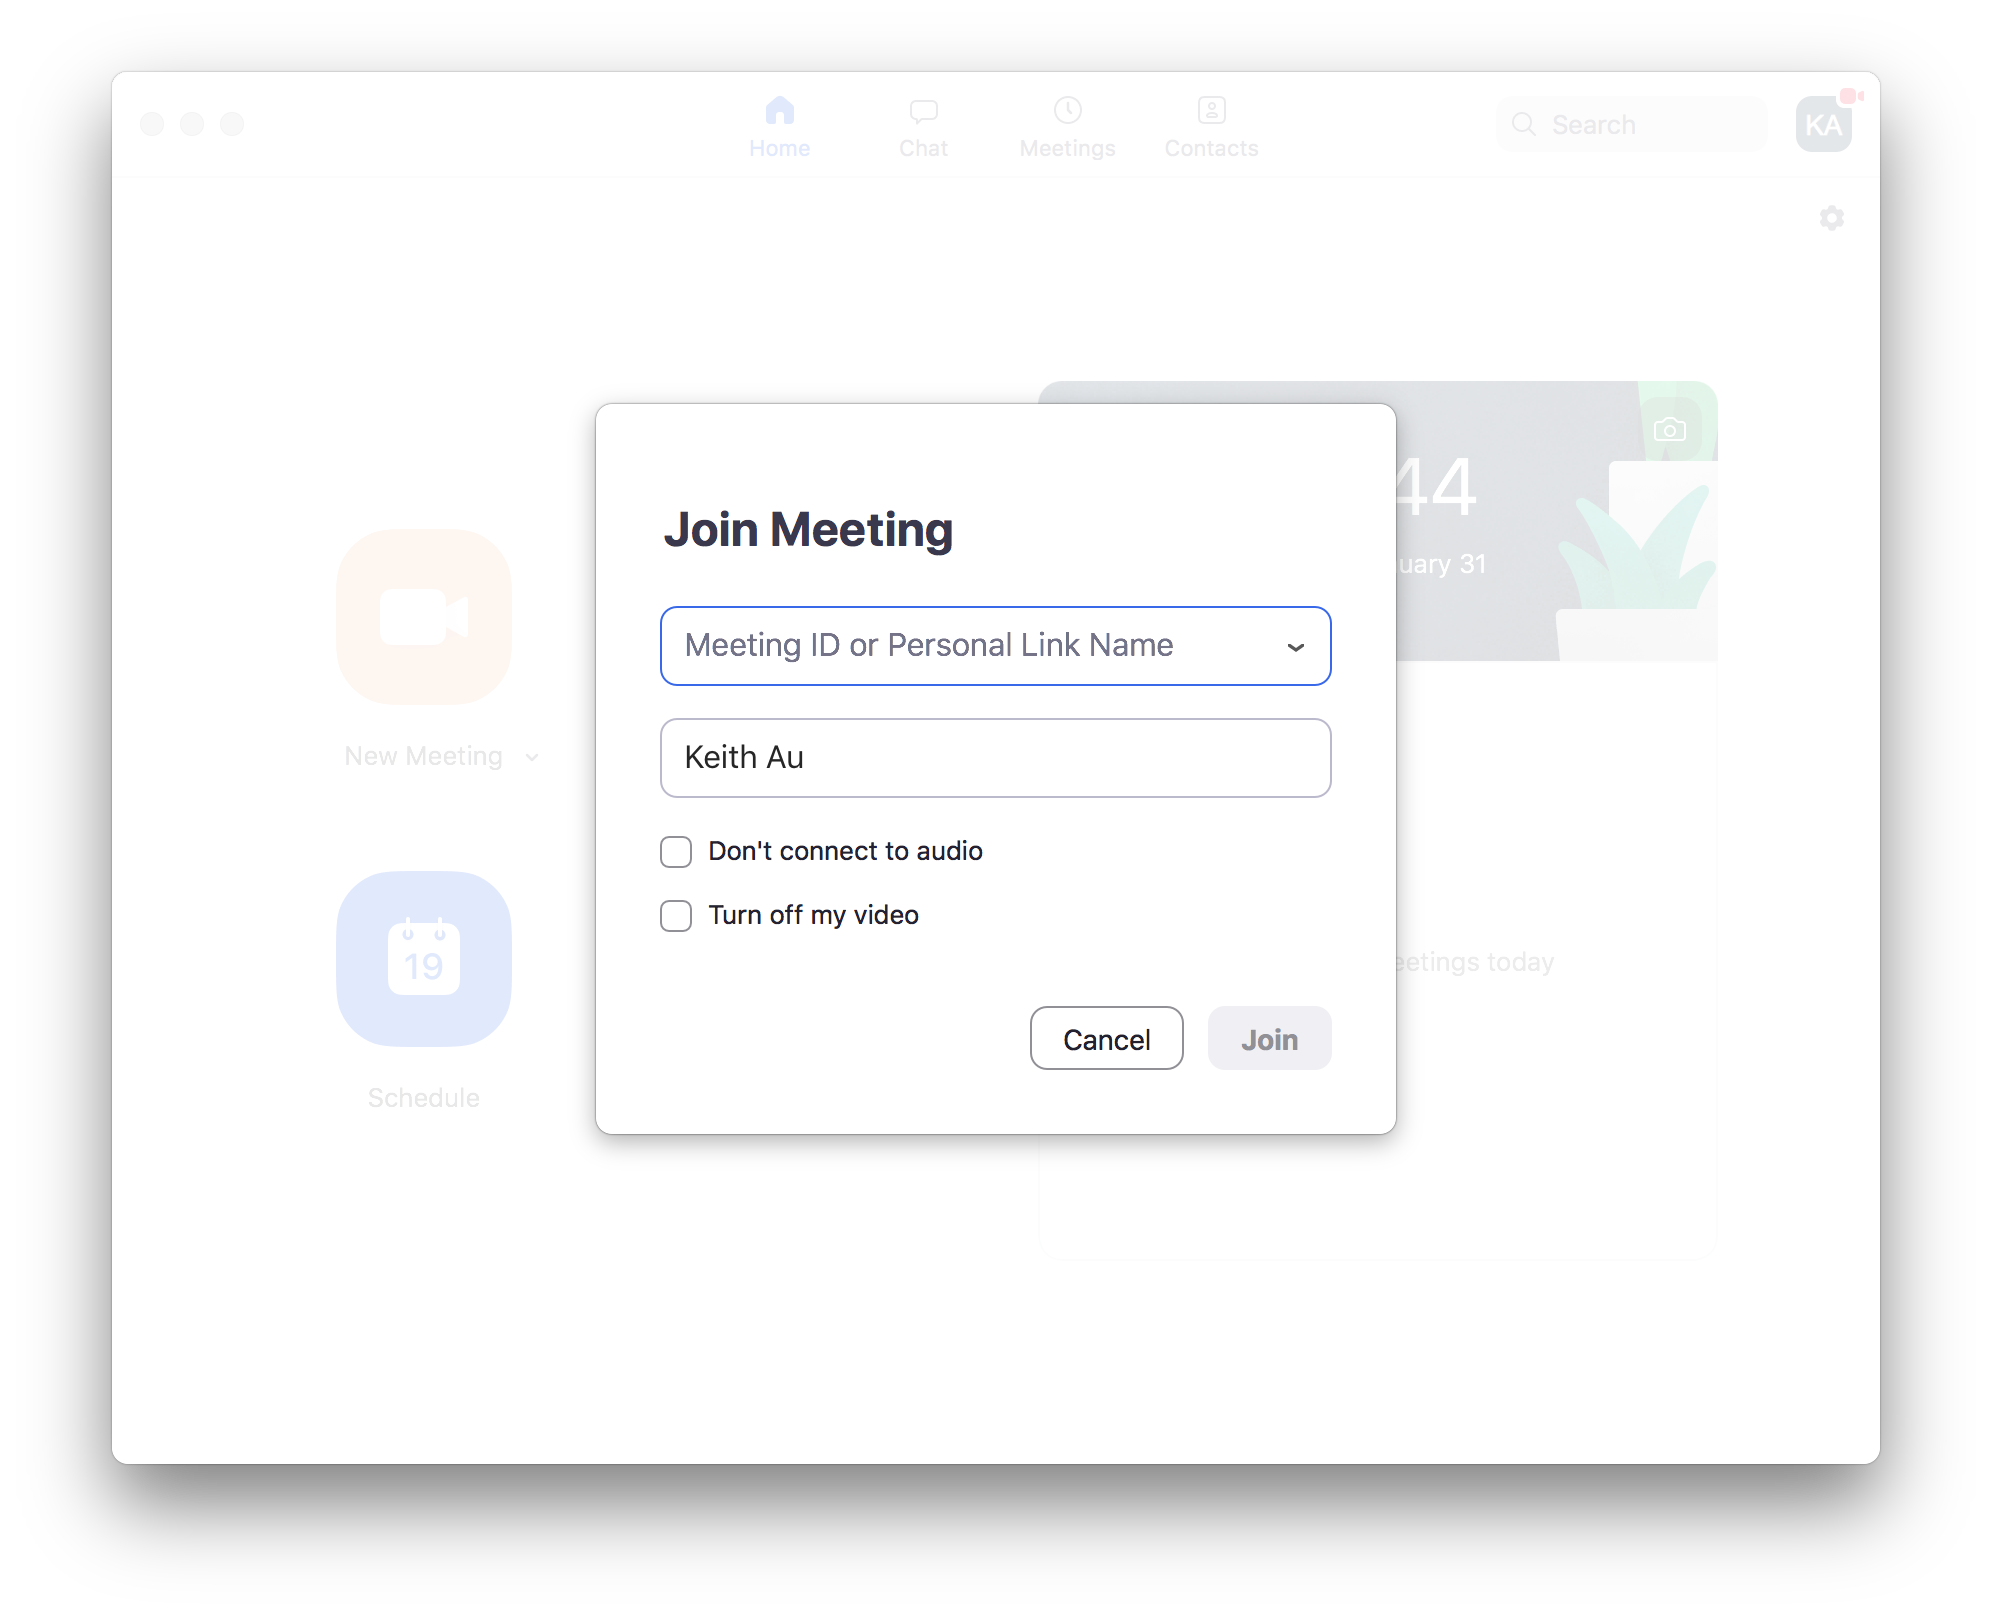 Home
Chat
Meetings
Contacts
Search
KA
44
uary 31
Join Meeting
Meeting ID or Personal Link Name
Keith Au
Don't connect to audio
Turn off my video
Cancel
Join
New Meeting
19
Schedule
eetings today